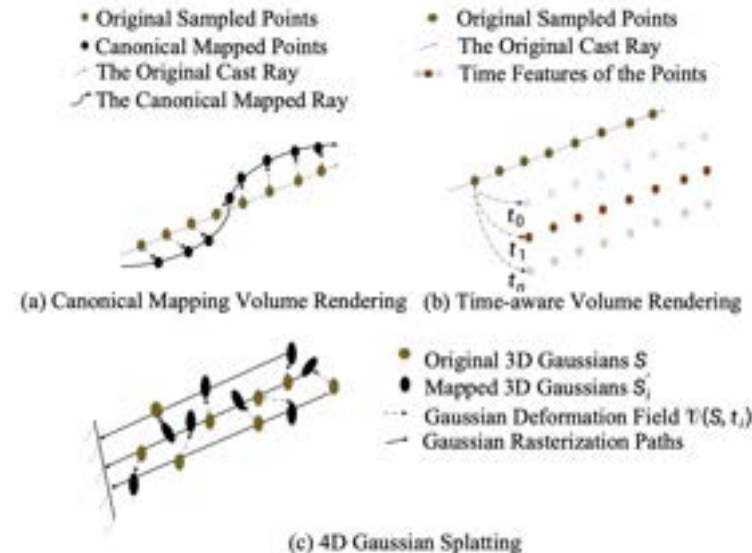 Original Sampled Points
Canonical Mapped Points
The Original Cast Ray
The Canonical Mapped Ray
Original Sampled Points
The Original Cast Ray
Time Features of the Points
t₀
t₁
tₙ
(a) Canonical Mapping Volume Rendering
(b) Time-aware Volume Rendering
Original 3D Gaussians S
Mapped 3D Gaussians S'ᵢ
Gaussian Deformation Field 𝒱(S, tᵢ)
Gaussian Rasterization Paths
(c) 4D Gaussian Splatting